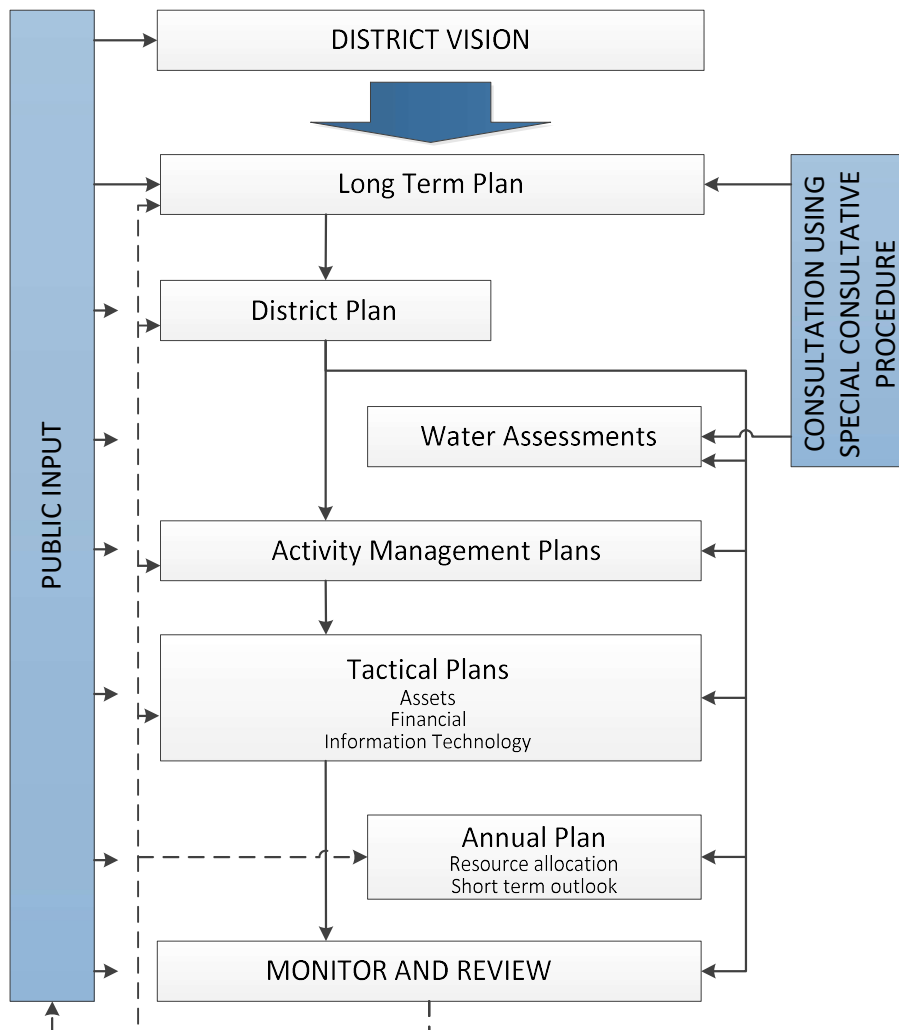 DISTRICT VISION
Long Term Plan
District Plan
Water Assessments
Activity Management Plans
Tactical Plans
Assets
Financial
Information Technology
Annual Plan
Resource allocation
Short term outlook
MONITOR AND REVIEW
PUBLIC INPUT
CONSULTATION USING
SPECIAL CONSULTATIVE
PROCEDURE